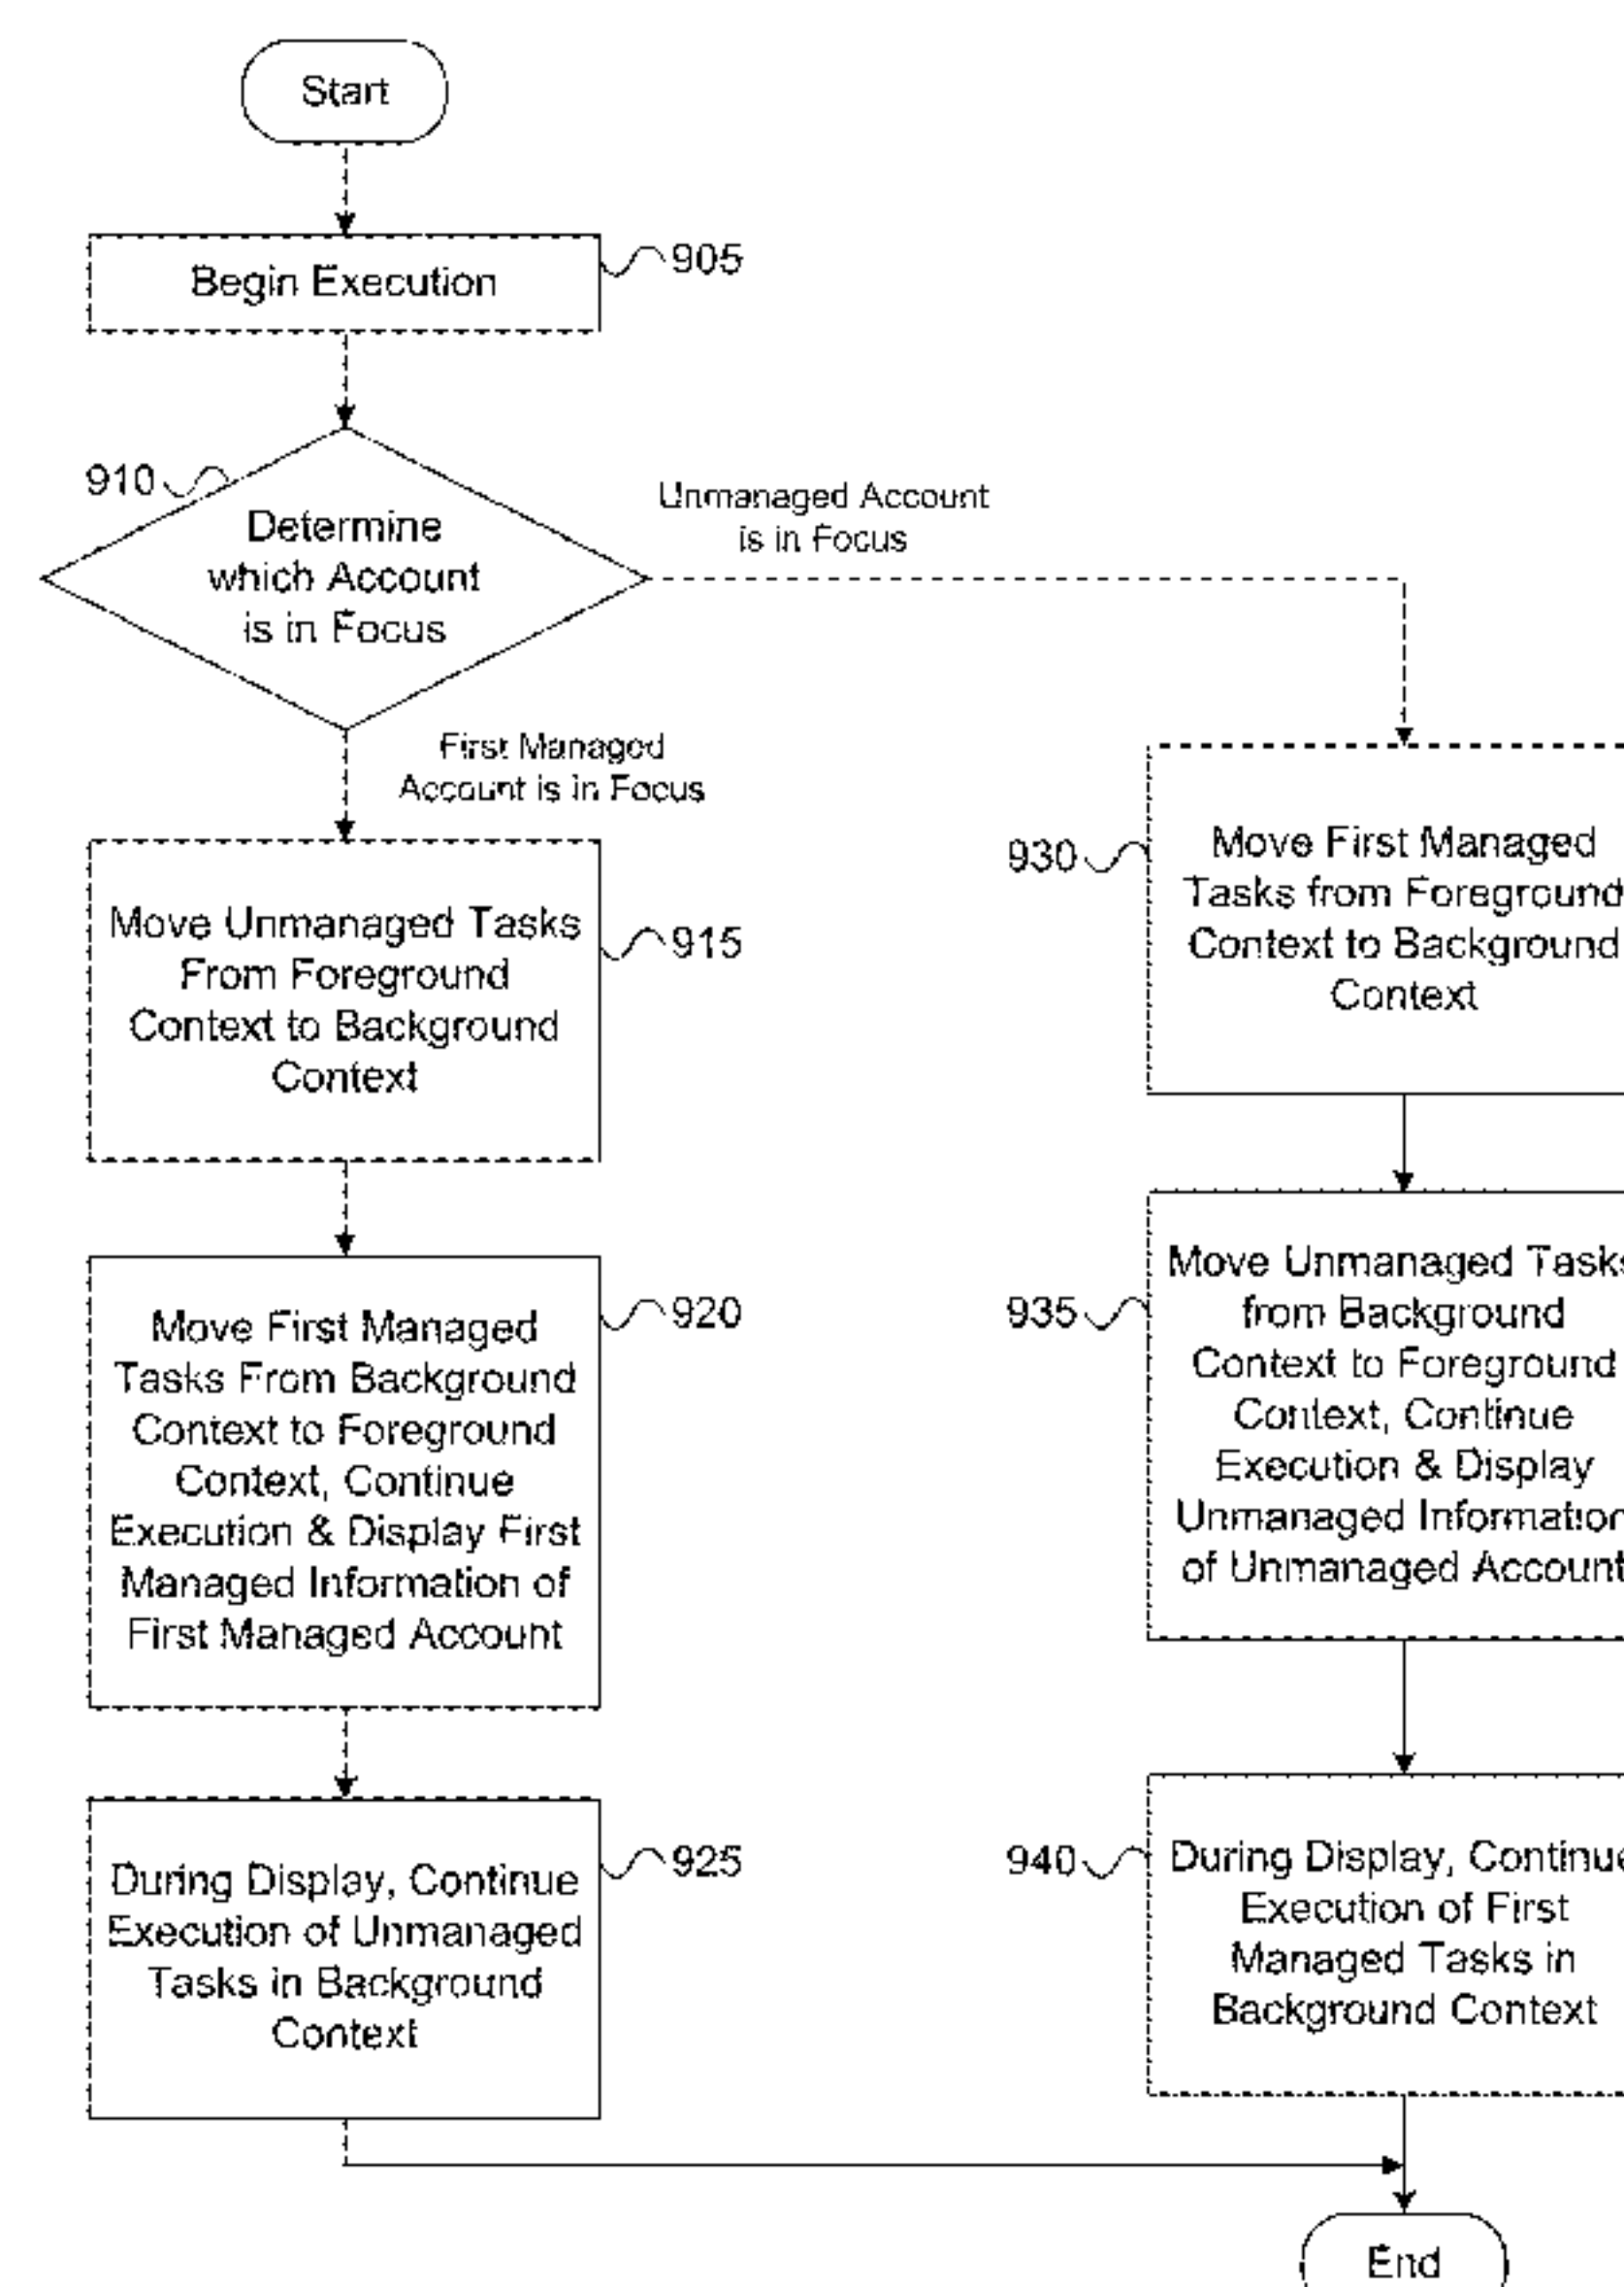 Start
Begin Execution
905
910
Determine
which Account
is in Focus
Unmanaged Account
is in Focus
First Managed
Account is in Focus
Move Unmanaged Tasks
From Foreground
Context to Background
Context
915
Move First Managed
Tasks From Background
Context to Foreground
Context, Continue
Execution & Display First
Managed Information of
First Managed Account
920
During Display, Continue
Execution of Unmanaged
Tasks in Background
Context
925
930
Move First Managed
Tasks from Foreground
Context to Background
Context
935
Move Unmanaged Tasks
from Background
Context to Foreground
Context, Continue
Execution & Display
Unmanaged Information
of Unmanaged Account
940
During Display, Continue
Execution of First
Managed Tasks in
Background Context
End